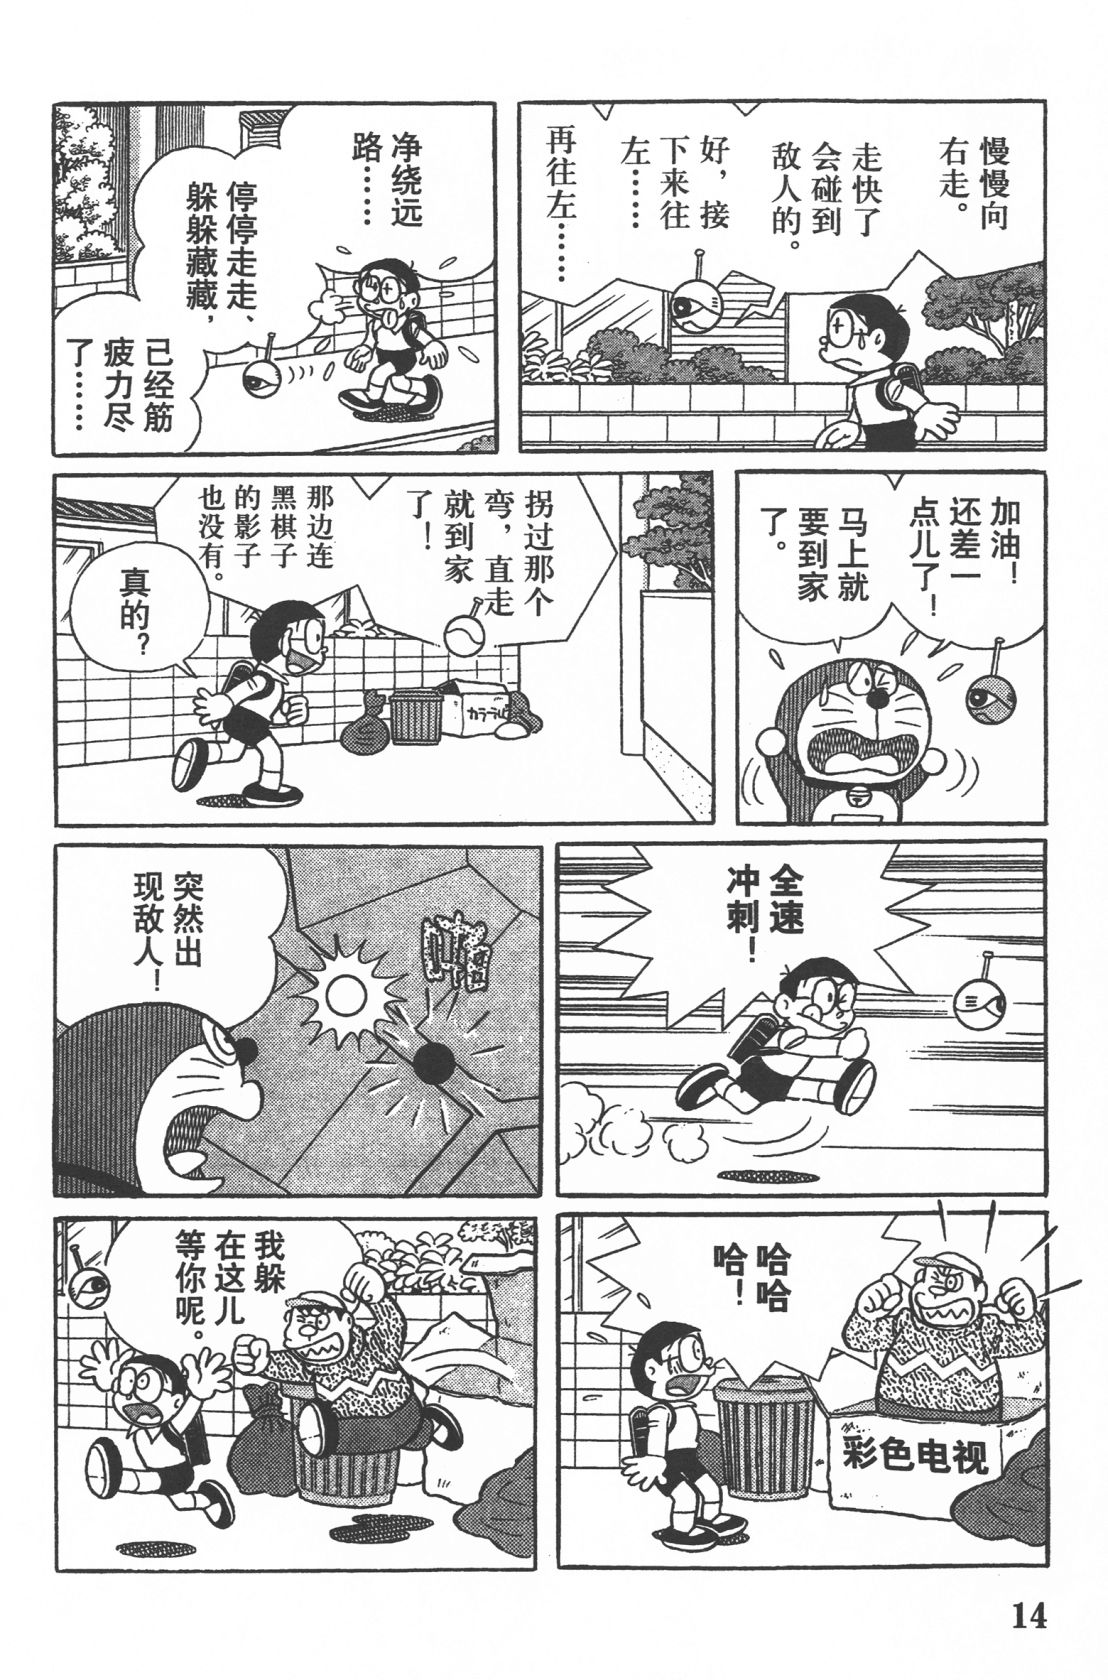 慢慢向
右走。
走快了
会碰到
敌人的。
好，接
下来往
左……
再往左……
净绕远
路……
停停走走、
躲躲藏藏，
已经筋
疲力尽
了……
加油！
还差一
点儿了！
马上就
要到家
了。
拐过那个
弯，直走
就到家
了！
那边连
黑棋子
的影子
也没有。
真的？
カララルビ
全速
冲刺！
突然出
现敌人！
哈哈
哈！
彩色电视
我躲
在这儿
等你呢。
14